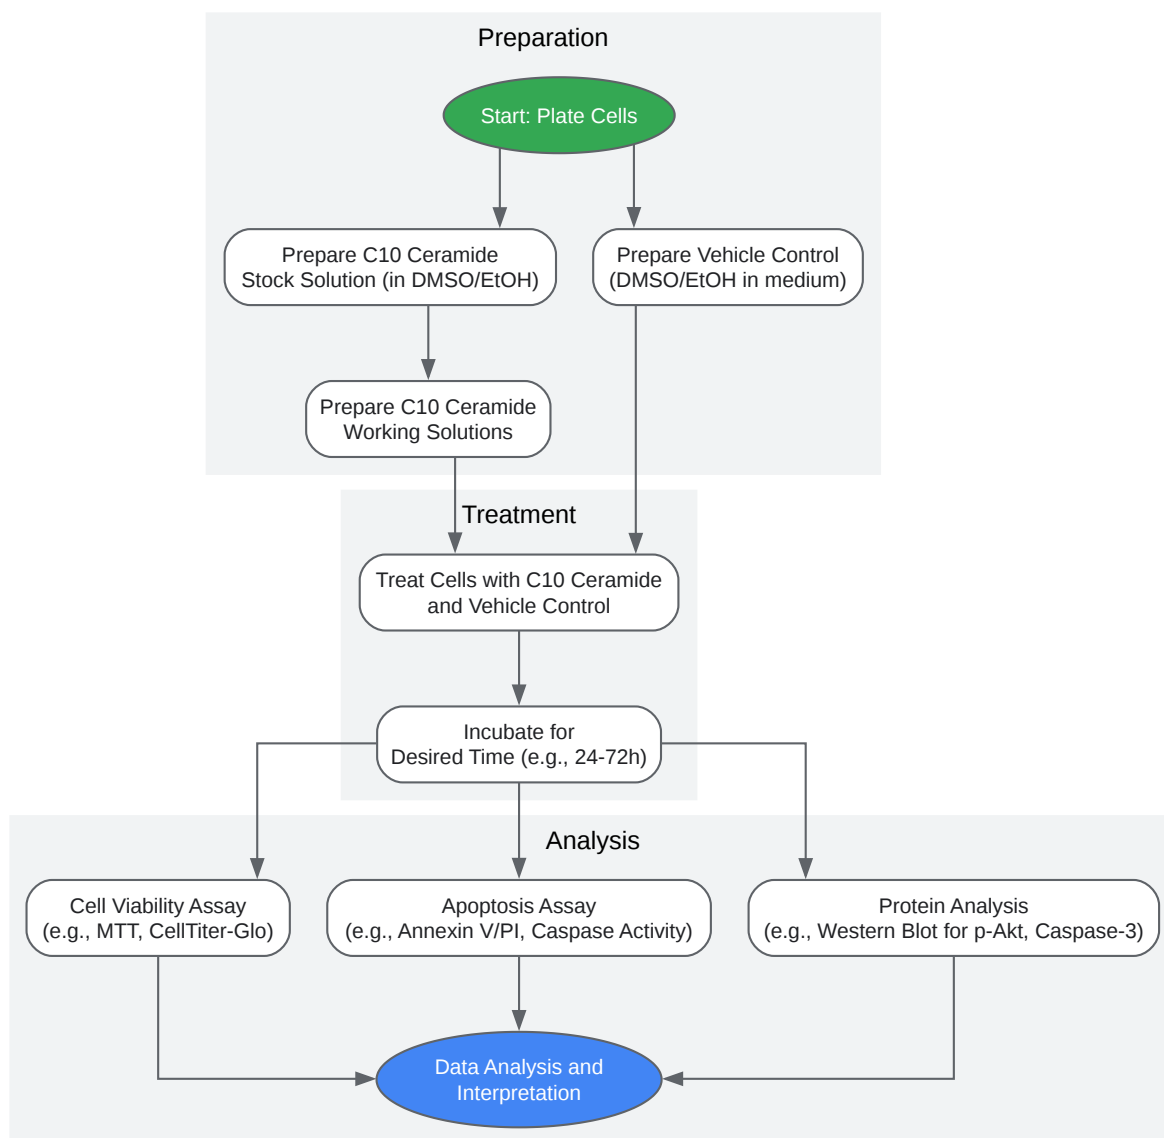 Preparation
Start: Plate Cells
Prepare C10 Ceramide
Stock Solution (in DMSO/EtOH)
Prepare Vehicle Control
(DMSO/EtOH in medium)
Prepare C10 Ceramide
Working Solutions
Treatment
Treat Cells with C10 Ceramide
and Vehicle Control
Incubate for
Desired Time (e.g., 24-72h)
Analysis
Cell Viability Assay
(e.g., MTT, CellTiter-Glo)
Apoptosis Assay
(e.g., Annexin V/PI, Caspase Activity)
Protein Analysis
(e.g., Western Blot for p-Akt, Caspase-3)
Data Analysis and
Interpretation